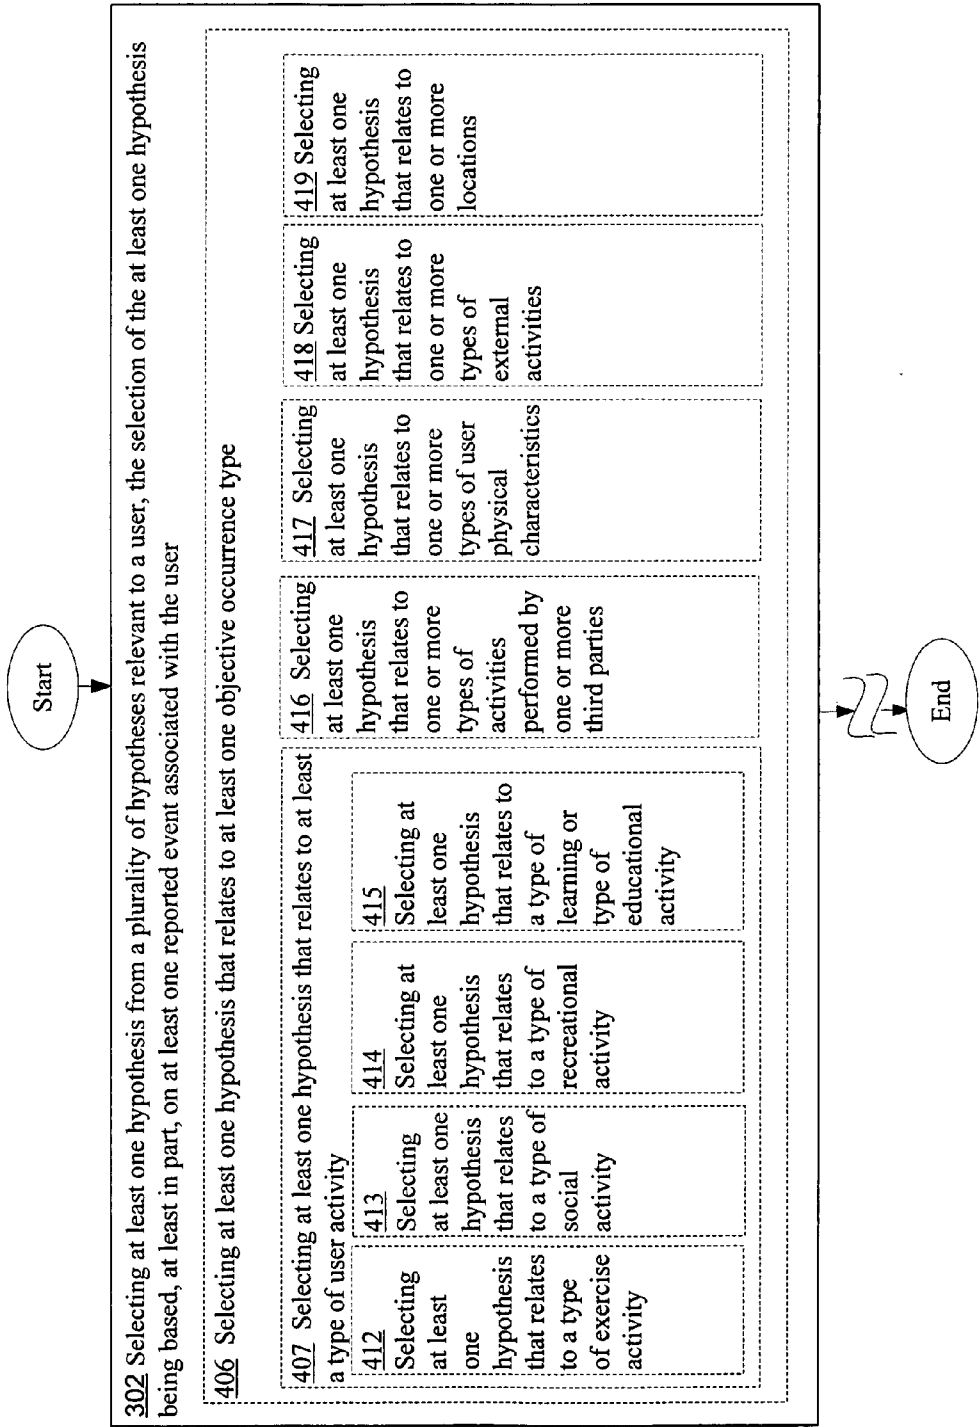 Start
302 Selecting at least one hypothesis from a plurality of hypotheses relevant to a user, the selection of the at least one hypothesis
being based, at least in part, on at least one reported event associated with the user
406 Selecting at least one hypothesis that relates to at least one objective occurrence type
407 Selecting at least one hypothesis that relates to at least
a type of user activity
412
Selecting
at least
one
hypothesis
that relates
to a type
of exercise
activity
413
Selecting
at least one
hypothesis
that relates
to a type of
social
activity
414
Selecting at
least one
hypothesis
that relates
to a type of
recreational
activity
415
Selecting at
least one
hypothesis
that relates to
a type of
learning or
type of
educational
activity
416 Selecting
at least one
hypothesis
that relates to
one or more
types of
activities
performed by
one or more
third parties
417 Selecting
at least one
hypothesis
that relates to
one or more
types of user
physical
characteristics
418 Selecting
at least one
hypothesis
that relates to
one or more
types of
external
activities
419 Selecting
at least one
hypothesis
that relates to
one or more
locations
End